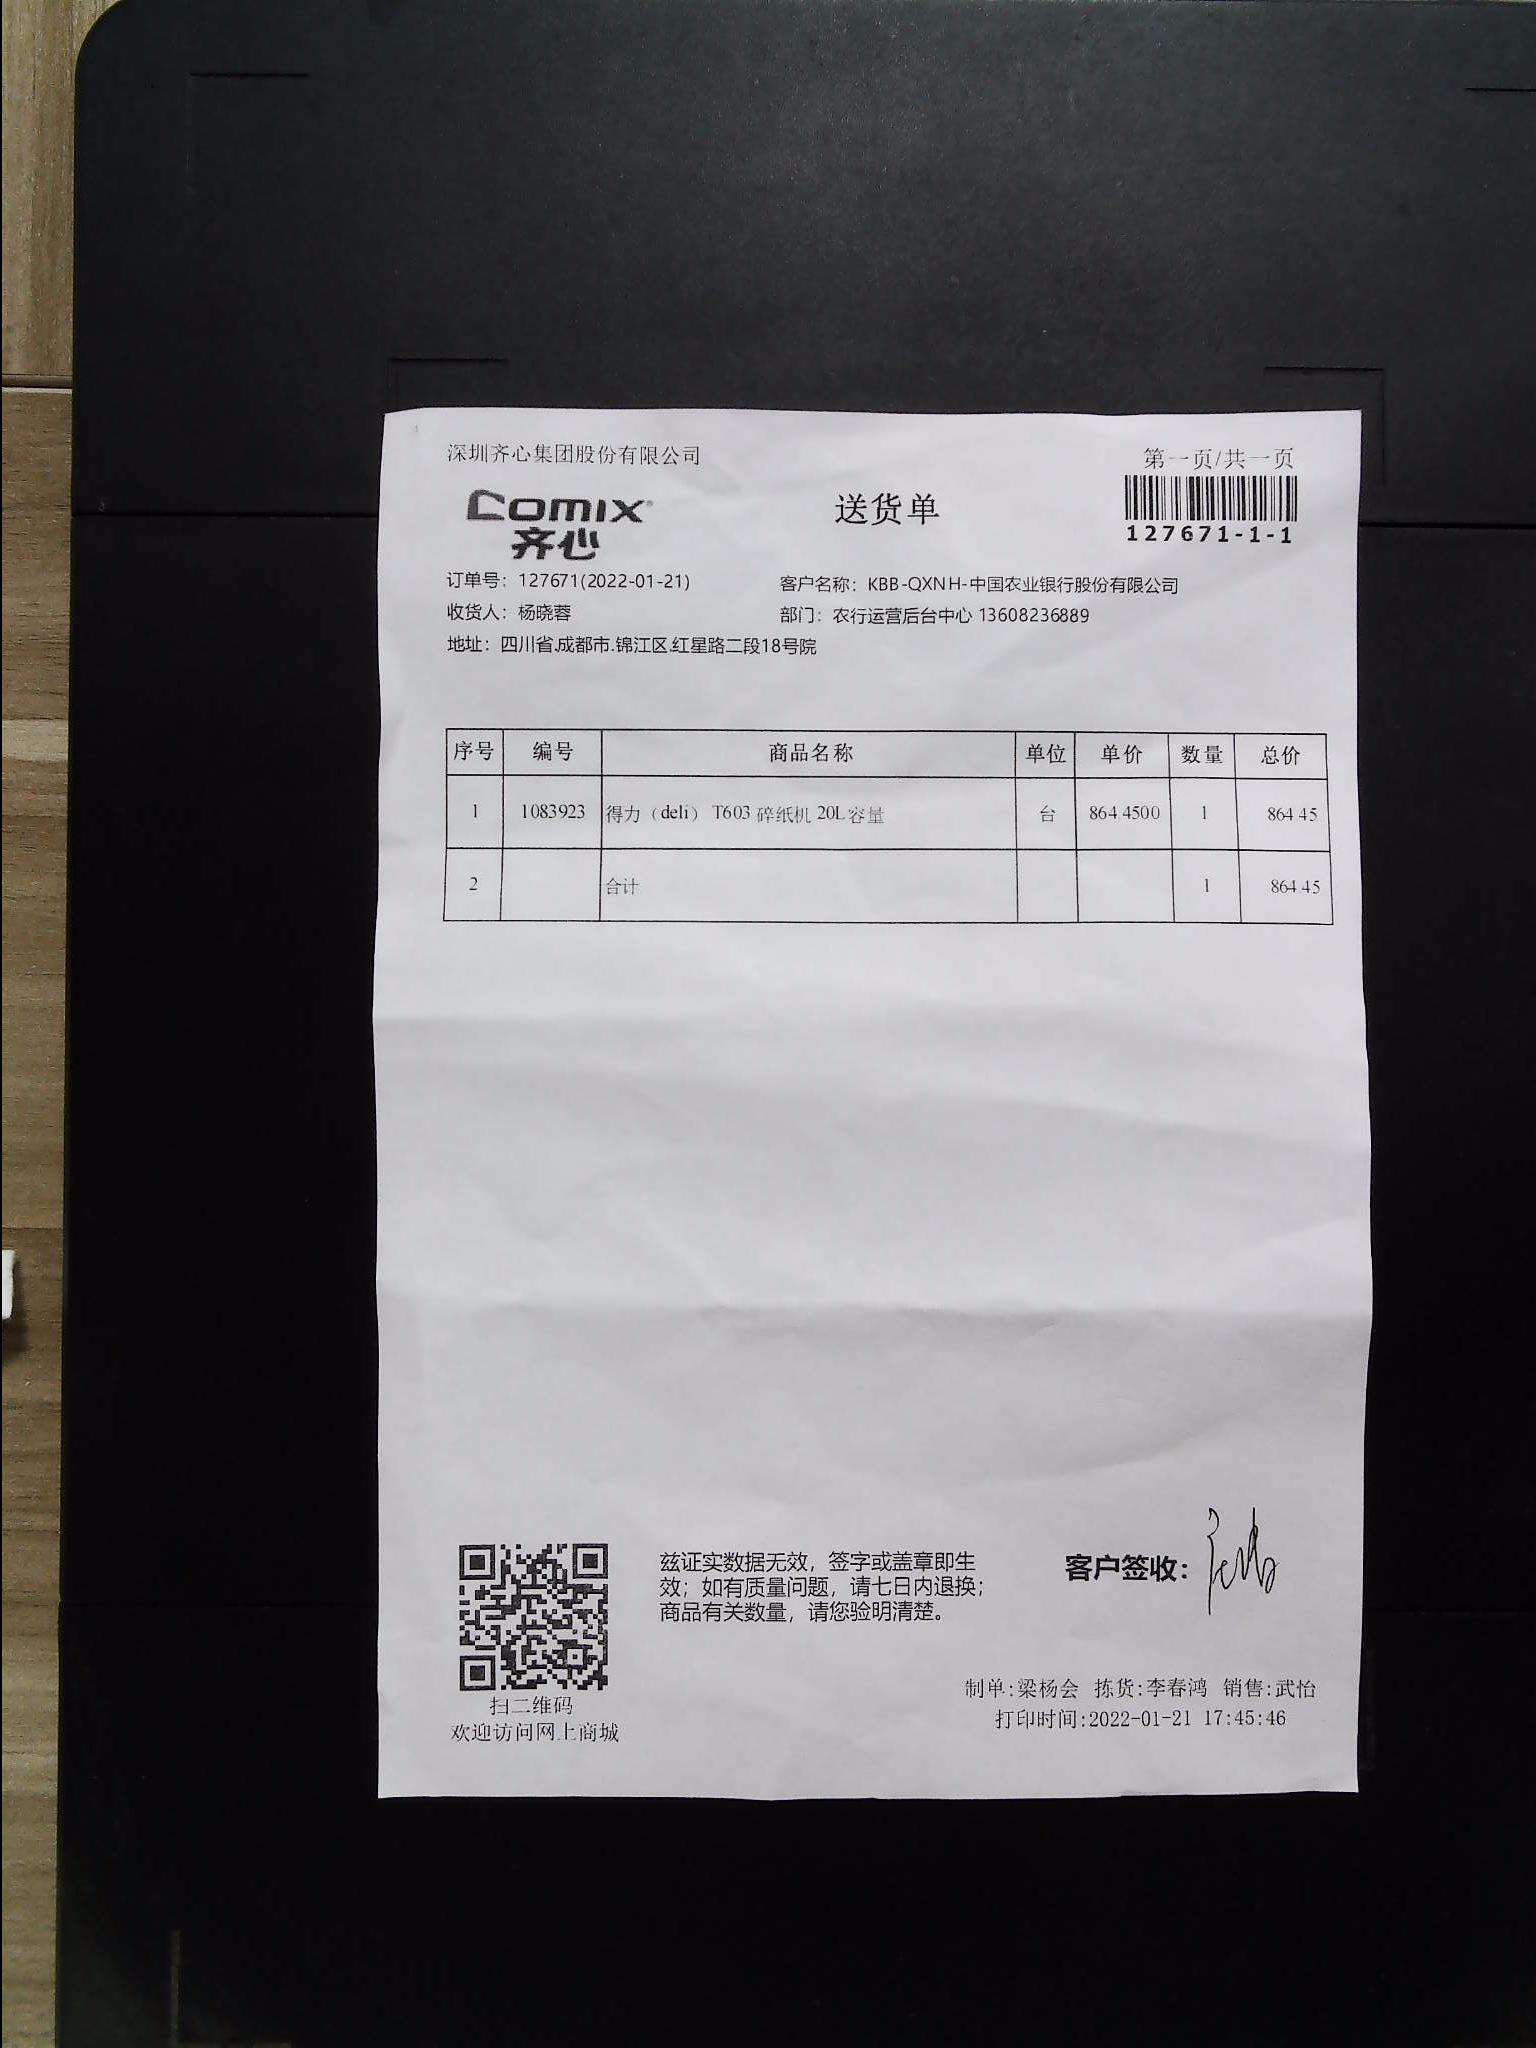 深圳齐心集团股份有限公司
第一页/共一页
comix
齐心
送货单
127671-1-1
订单号：127671(2022-01-21)
客户名称：KBB-QXNH-中国农业银行股份有限公司
收货人：杨晓蓉
部门：农行运营后台中心 13608236889
地址：四川省.成都市.锦江区.红星路二段18号院
序号 编号 商品名称 单位 单价 数量 总价
1 1083923 得力（deli） T603 碎纸机 20L容量 台 864.4500 1 864.45
2 合计 1 864.45
兹证实数据无效，签字或盖章即生
效；如有质量问题，请七日内退换；
商品有关数量，请您验明清楚。
客户签收：
扫二维码
欢迎访问网上商城
制单:梁杨会 拣货:李春鸿 销售:武怡
打印时间:2022-01-21 17:45:46